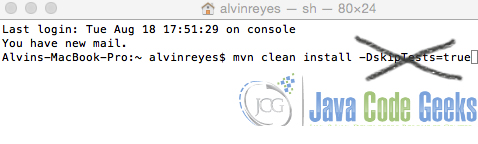 alvinreyes — sh — 80×24
Last login: Tue Aug 18 17:51:29 on console
You have new mail.
Alvins-MacBook-Pro:~ alvinreyes$ mvn clean install -DskipTests=true
JCG
Java Code Geeks